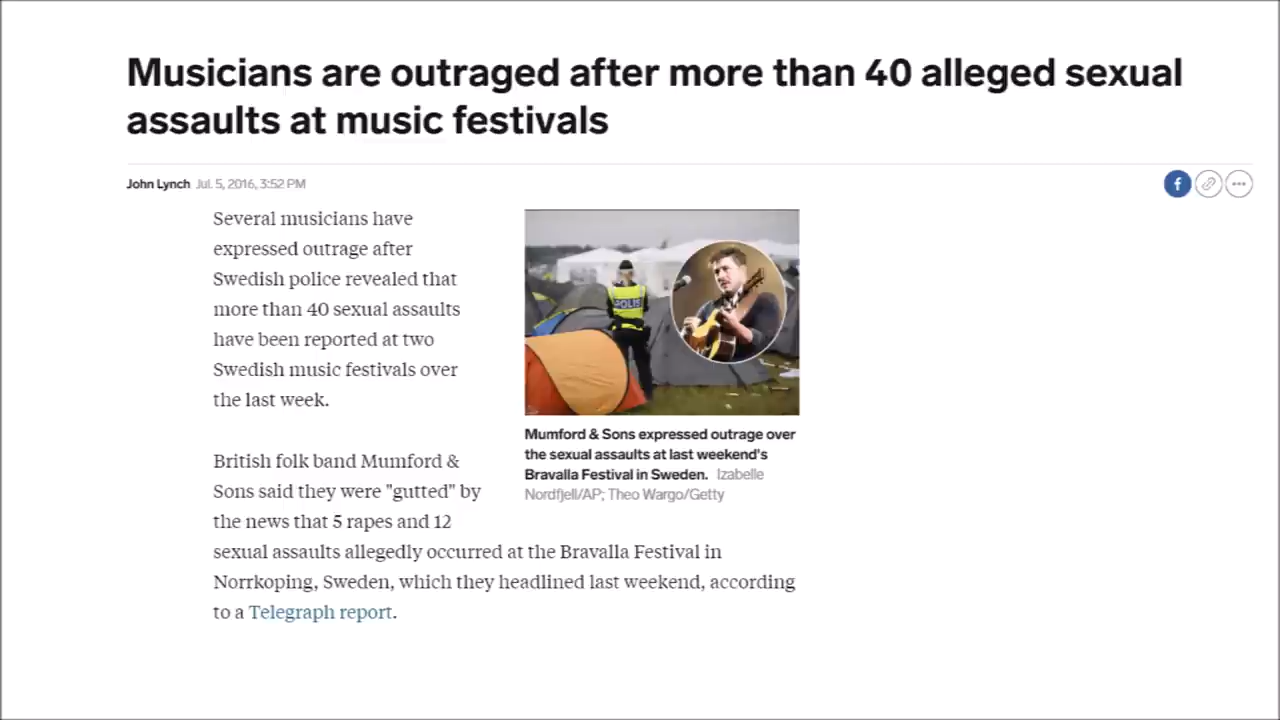 Musicians are outraged after more than 40 alleged sexual
assaults at music festivals
John Lynch Jul. 5, 2016, 3:52 PM
Several musicians have
expressed outrage after
Swedish police revealed that
more than 40 sexual assaults
have been reported at two
Swedish music festivals over
the last week.
POLIS
Mumford & Sons expressed outrage over
the sexual assaults at last weekend's
Bravalla Festival in Sweden. Izabelle
Nordfjell/AP; Theo Wargo/Getty
British folk band Mumford &
Sons said they were "gutted" by
the news that 5 rapes and 12
sexual assaults allegedly occurred at the Bravalla Festival in
Norrkoping, Sweden, which they headlined last weekend, according
to a Telegraph report.